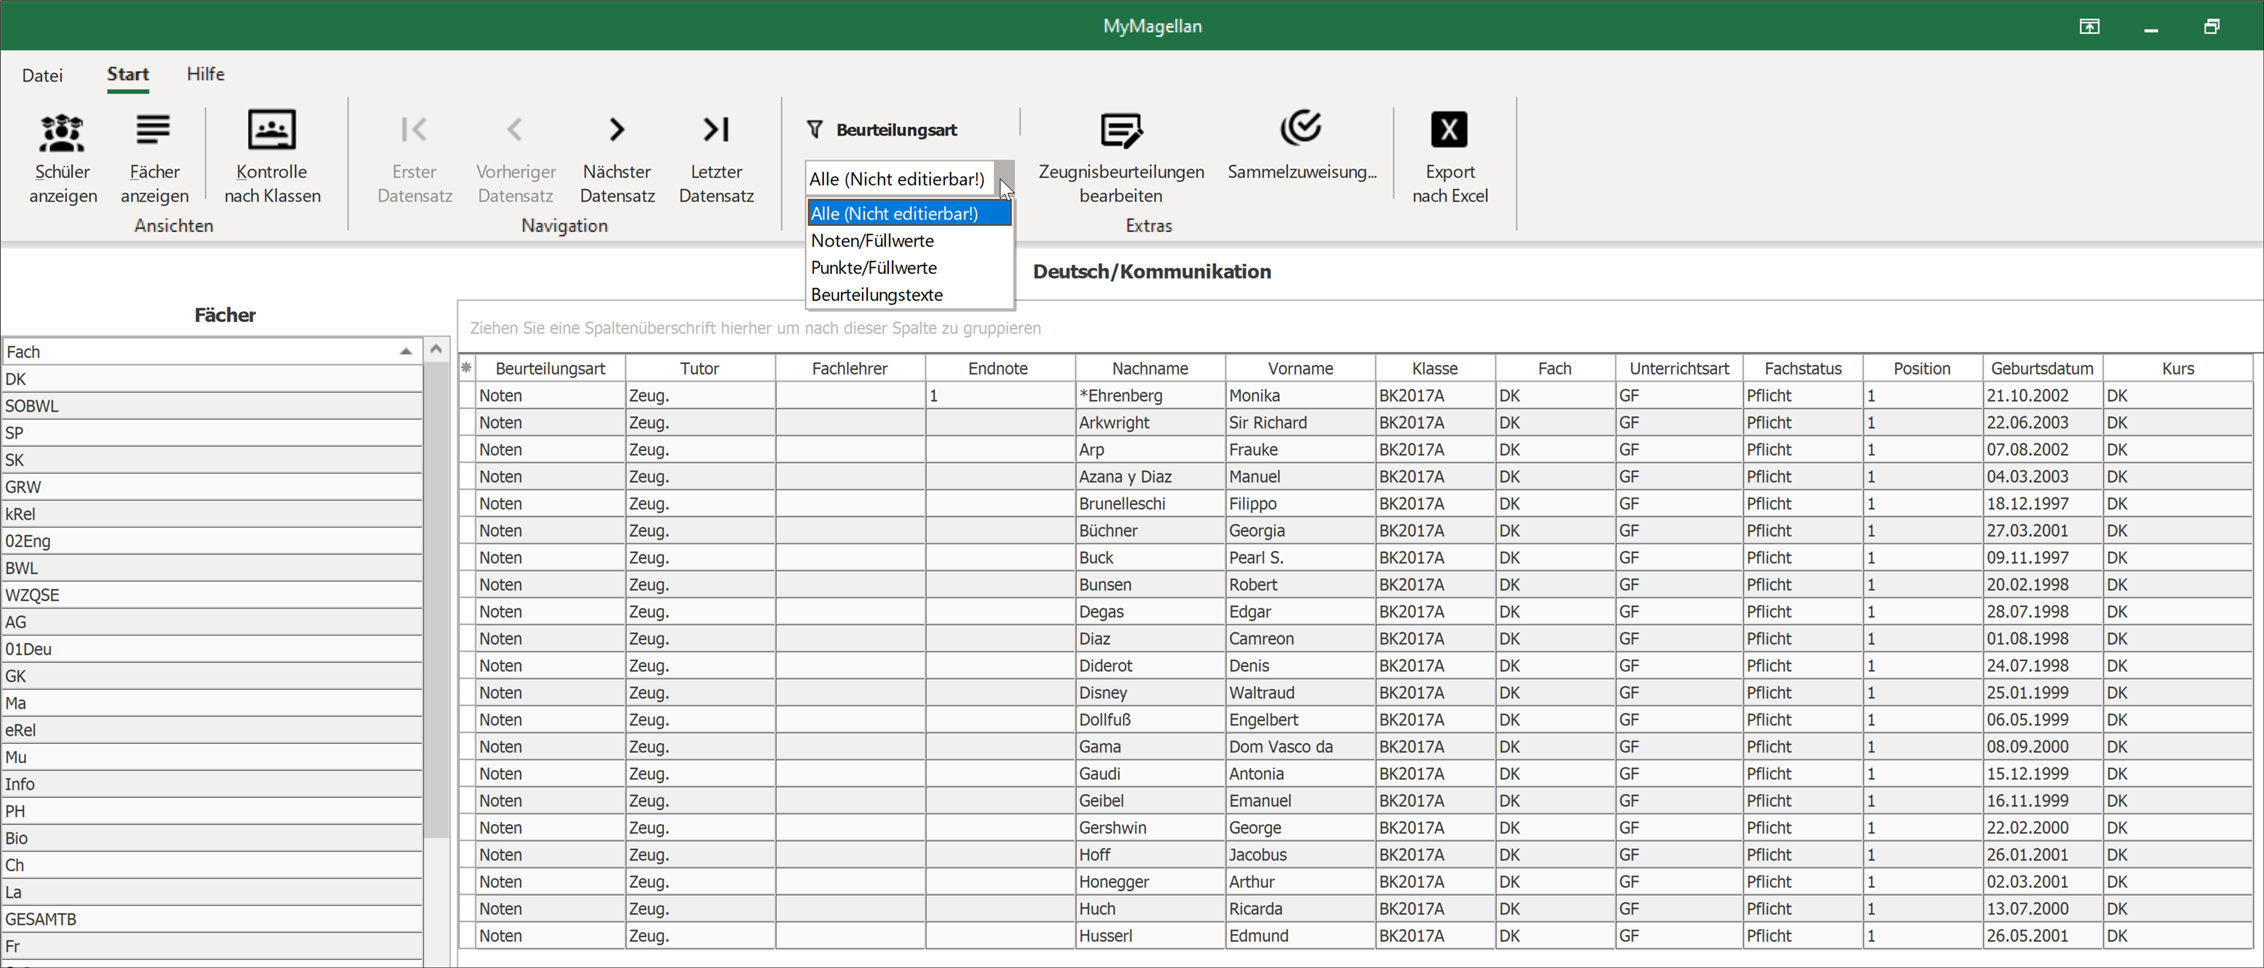 MyMagellan
Datei Start Hilfe
Schüler anzeigen
Fächer anzeigen
Kontrolle nach Klassen
Ansichten
Erster Datensatz
Vorheriger Datensatz
Nächster Datensatz
Letzter Datensatz
Navigation
Beurteilungsart
Alle (Nicht editierbar!)
Alle (Nicht editierbar!)
Noten/Füllwerte
Punkte/Füllwerte
Beurteilungstexte
Zeugnisbeurteilungen bearbeiten
Sammelzuweisung...
Extras
X
Export nach Excel
Deutsch/Kommunikation
Fächer
Fach
DK
SOBWL
SP
SK
GRW
kRel
02Eng
BWL
WZQSE
AG
01Deu
GK
Ma
eRel
Mu
Info
PH
Bio
Ch
La
GESAMTB
Fr
Ziehen Sie eine Spaltenüberschrift hierher um nach dieser Spalte zu gruppieren
Beurteilungsart Tutor Fachlehrer Endnote Nachname Vorname Klasse Fach Unterrichtsart Fachstatus Position Geburtsdatum Kurs
Noten Zeug. 1 *Ehrenberg Monika BK2017A DK GF Pflicht 1 21.10.2002 DK
Noten Zeug. Arkwright Sir Richard BK2017A DK GF Pflicht 1 22.06.2003 DK
Noten Zeug. Arp Frauke BK2017A DK GF Pflicht 1 07.08.2002 DK
Noten Zeug. Azana y Diaz Manuel BK2017A DK GF Pflicht 1 04.03.2003 DK
Noten Zeug. Brunelleschi Filippo BK2017A DK GF Pflicht 1 18.12.1997 DK
Noten Zeug. Büchner Georgia BK2017A DK GF Pflicht 1 27.03.2001 DK
Noten Zeug. Buck Pearl S. BK2017A DK GF Pflicht 1 09.11.1997 DK
Noten Zeug. Bunsen Robert BK2017A DK GF Pflicht 1 20.02.1998 DK
Noten Zeug. Degas Edgar BK2017A DK GF Pflicht 1 28.07.1998 DK
Noten Zeug. Diaz Camreon BK2017A DK GF Pflicht 1 01.08.1998 DK
Noten Zeug. Diderot Denis BK2017A DK GF Pflicht 1 24.07.1998 DK
Noten Zeug. Disney Waltraud BK2017A DK GF Pflicht 1 25.01.1999 DK
Noten Zeug. Dollfuß Engelbert BK2017A DK GF Pflicht 1 06.05.1999 DK
Noten Zeug. Gama Dom Vasco da BK2017A DK GF Pflicht 1 08.09.2000 DK
Noten Zeug. Gaudi Antonia BK2017A DK GF Pflicht 1 15.12.1999 DK
Noten Zeug. Geibel Emanuel BK2017A DK GF Pflicht 1 16.11.1999 DK
Noten Zeug. Gershwin George BK2017A DK GF Pflicht 1 22.02.2000 DK
Noten Zeug. Hoff Jacobus BK2017A DK GF Pflicht 1 26.01.2001 DK
Noten Zeug. Honegger Arthur BK2017A DK GF Pflicht 1 02.03.2001 DK
Noten Zeug. Huch Ricarda BK2017A DK GF Pflicht 1 13.07.2000 DK
Noten Zeug. Husserl Edmund BK2017A DK GF Pflicht 1 26.05.2001 DK